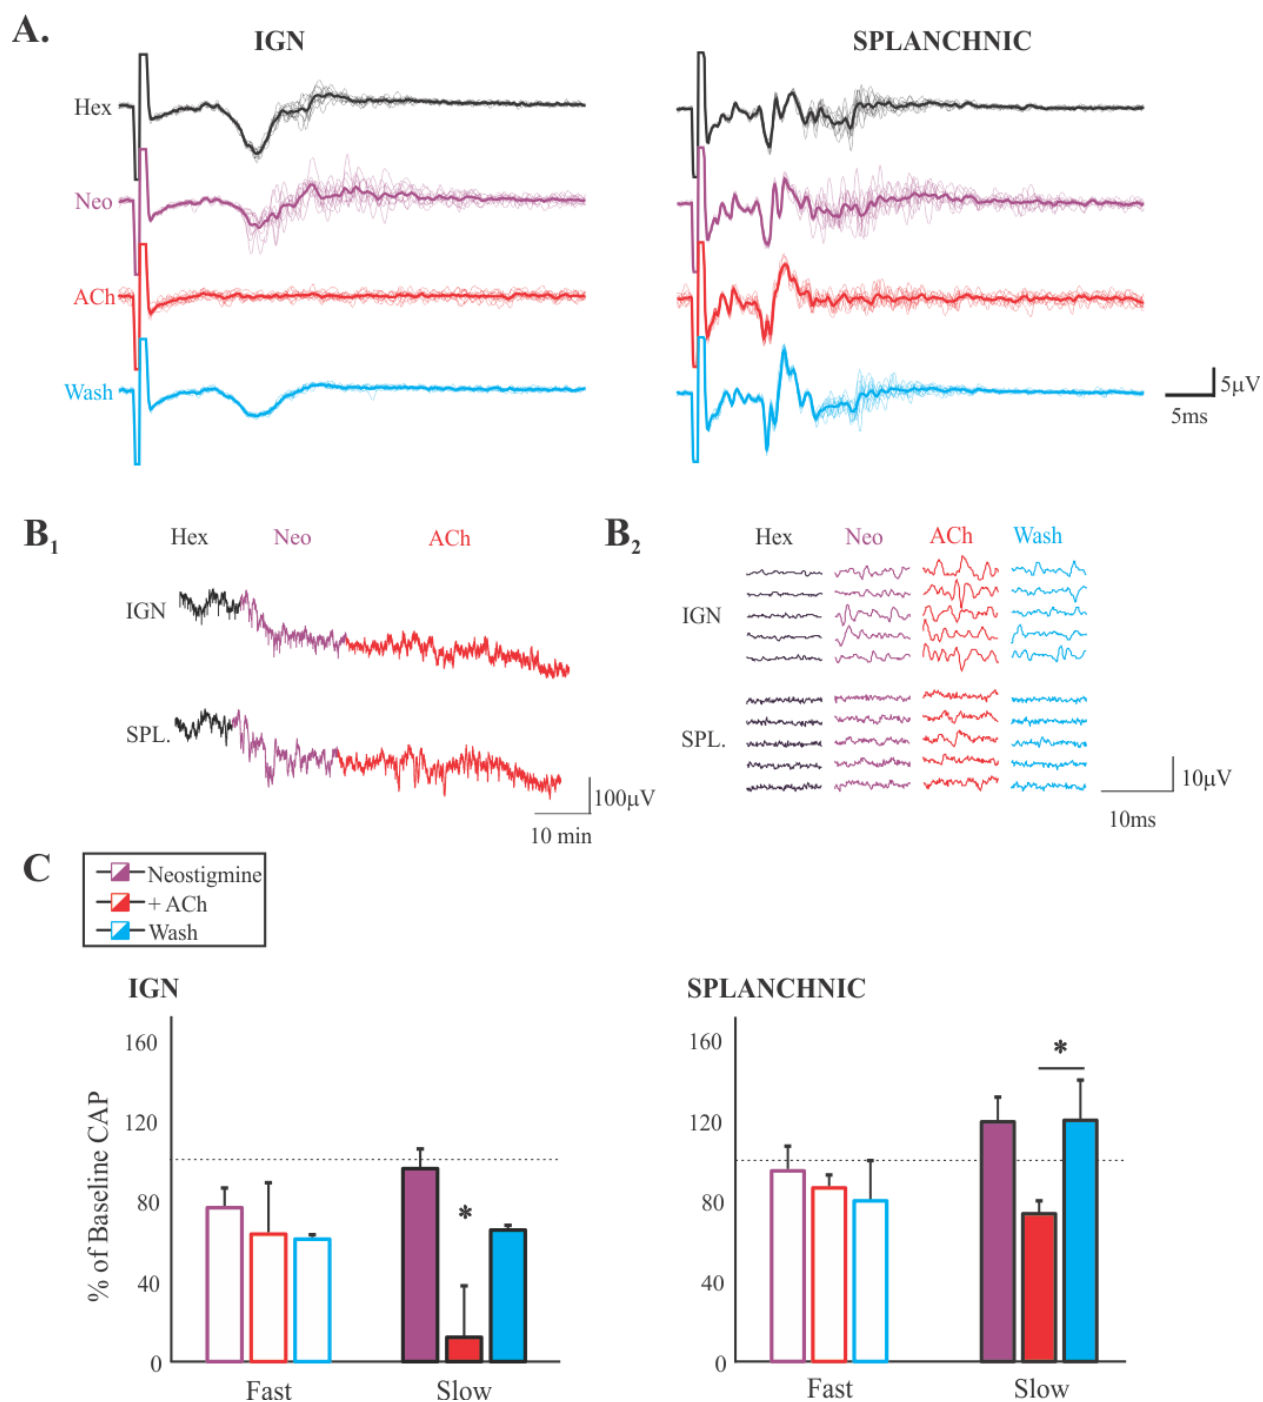 A.
IGN
SPLANCHNIC
Hex
Neo
ACh
Wash
5μV
5ms
B1
Hex
Neo
ACh
IGN
SPL.
100μV
10 min
B2
Hex
Neo
ACh
Wash
IGN
SPL.
10μV
10ms
C
Neostigmine
+ ACh
Wash
IGN
% of Baseline CAP
160
120
80
40
0
*
Fast
Slow
SPLANCHNIC
160
120
80
40
0
*
Fast
Slow